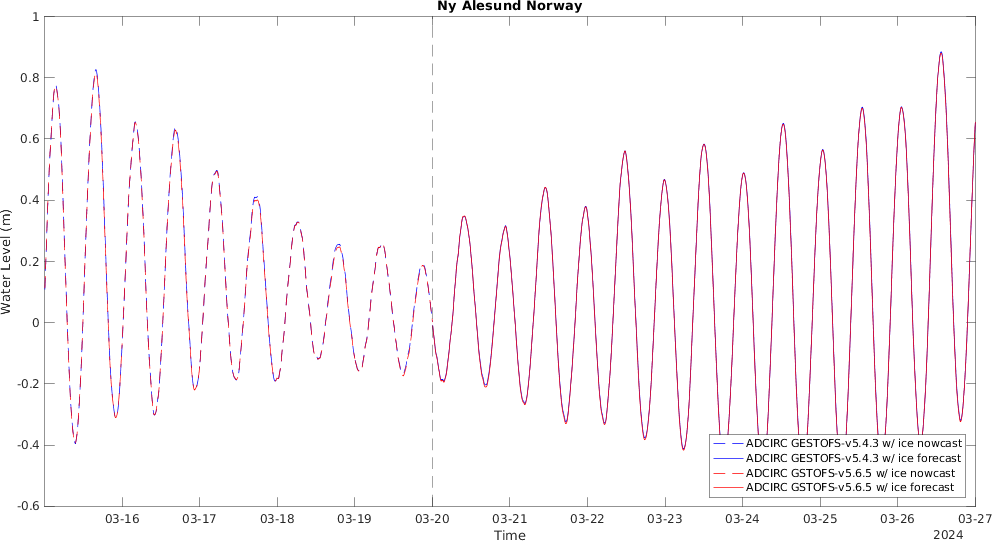 Ny Alesund Norway
1
0.8
0.6
0.4
0.2
0
-0.2
-0.4
-0.6
Water Level (m)
ADCIRC GESTOFS-v5.4.3 w/ ice nowcast
ADCIRC GESTOFS-v5.4.3 w/ ice forecast
ADCIRC GSTOFS-v5.6.5 w/ ice nowcast
ADCIRC GSTOFS-v5.6.5 w/ ice forecast
03-16 03-17 03-18 03-19 03-20 03-21 03-22 03-23 03-24 03-25 03-26 03-27
Time
2024